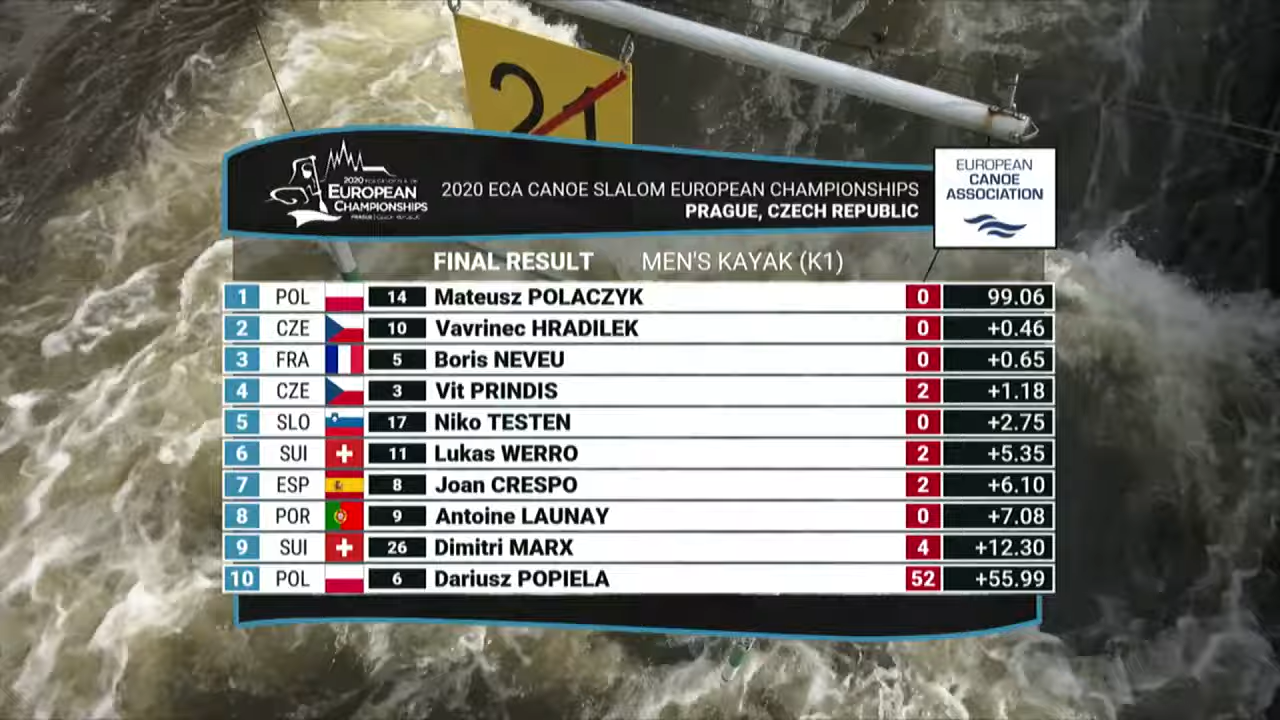 21
2020
EUROPEAN
CHAMPIONSHIPS
PRAGUE | CZECH REPUBLIC
2020 ECA CANOE SLALOM EUROPEAN CHAMPIONSHIPS
PRAGUE, CZECH REPUBLIC
EUROPEAN
CANOE
ASSOCIATION
FINAL RESULT MEN'S KAYAK (K1)
1 POL 14 Mateusz POLACZYK 0 99.06
2 CZE 10 Vavrinec HRADILEK 0 +0.46
3 FRA 5 Boris NEVEU 0 +0.65
4 CZE 3 Vit PRINDIS 2 +1.18
5 SLO 17 Niko TESTEN 0 +2.75
6 SUI 11 Lukas WERRO 2 +5.35
7 ESP 8 Joan CRESPO 2 +6.10
8 POR 9 Antoine LAUNAY 0 +7.08
9 SUI 26 Dimitri MARX 4 +12.30
10 POL 6 Dariusz POPIELA 52 +55.99